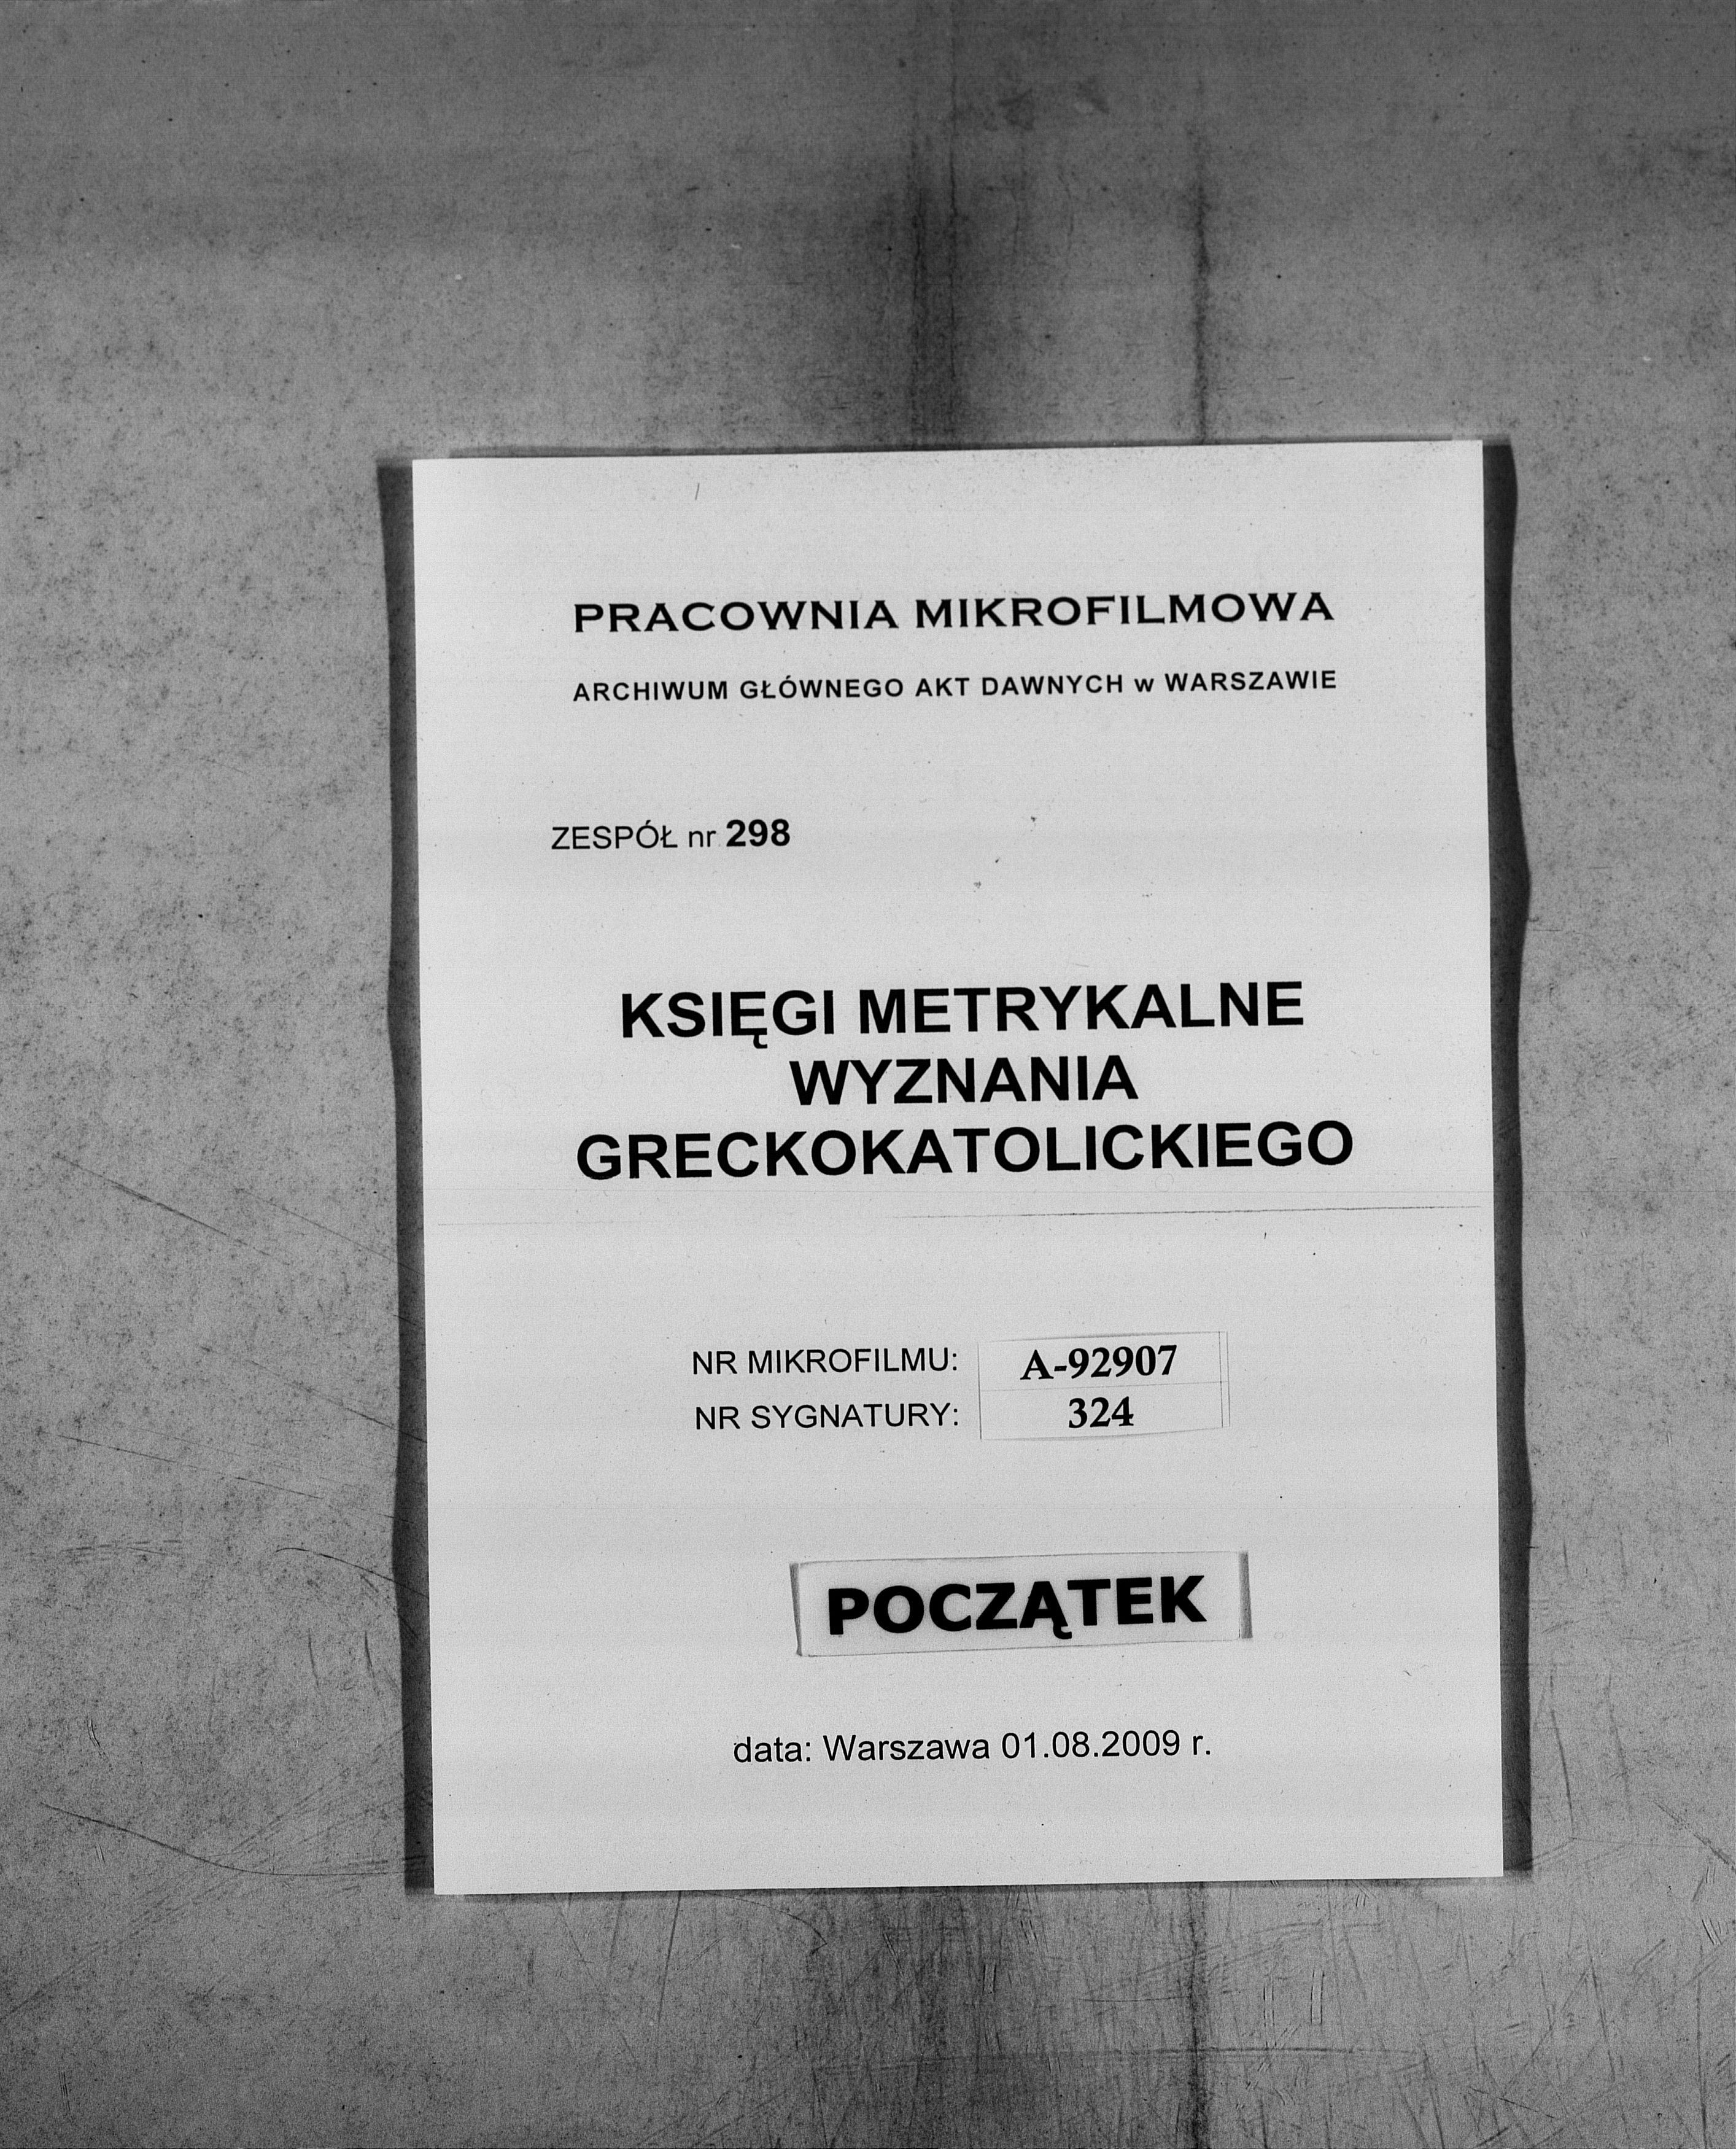 PRACOWNIA MIKROFILMOWA
ARCHIWUM GŁÓWNEGO AKT DAWNYCH w WARSZAWIE
ZESPÓŁ nr 298
KSIĘGI METRYKALNE
WYZNANIA
GRECKOKATOLICKIEGO
NR MIKROFILMU: A-92907
NR SYGNATURY: 324
POCZĄTEK
data: Warszawa 01.08.2009 r.